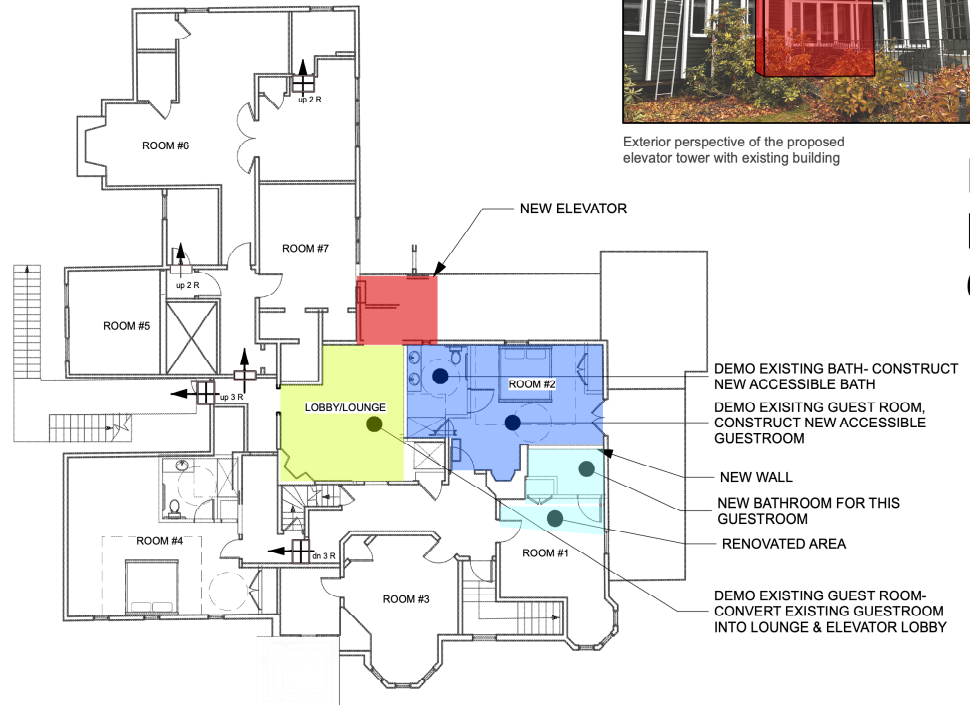 Exterior perspective of the proposed
elevator tower with existing building
up 2 R
ROOM #6
NEW ELEVATOR
ROOM #7
up 2 R
ROOM #5
up 3 R
LOBBY/LOUNGE
ROOM #2
DEMO EXISTING BATH- CONSTRUCT
NEW ACCESSIBLE BATH
DEMO EXISITNG GUEST ROOM,
CONSTRUCT NEW ACCESSIBLE
GUESTROOM
NEW WALL
NEW BATHROOM FOR THIS
GUESTROOM
RENOVATED AREA
ROOM #4
dn 3 R
ROOM #1
ROOM #3
DEMO EXISTING GUEST ROOM-
CONVERT EXISTING GUESTROOM
INTO LOUNGE & ELEVATOR LOBBY